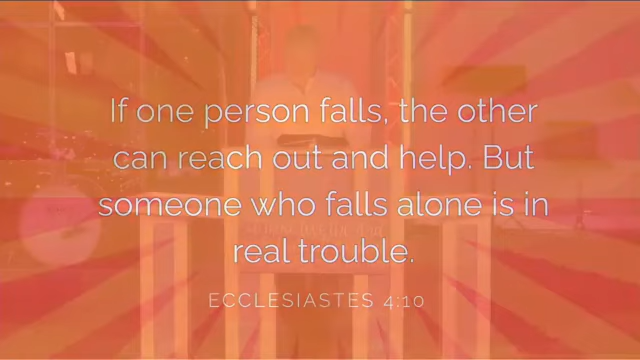 If one person falls, the other
can reach out and help. But
someone who falls alone is in
real trouble.
ECCLESIASTES 4:10